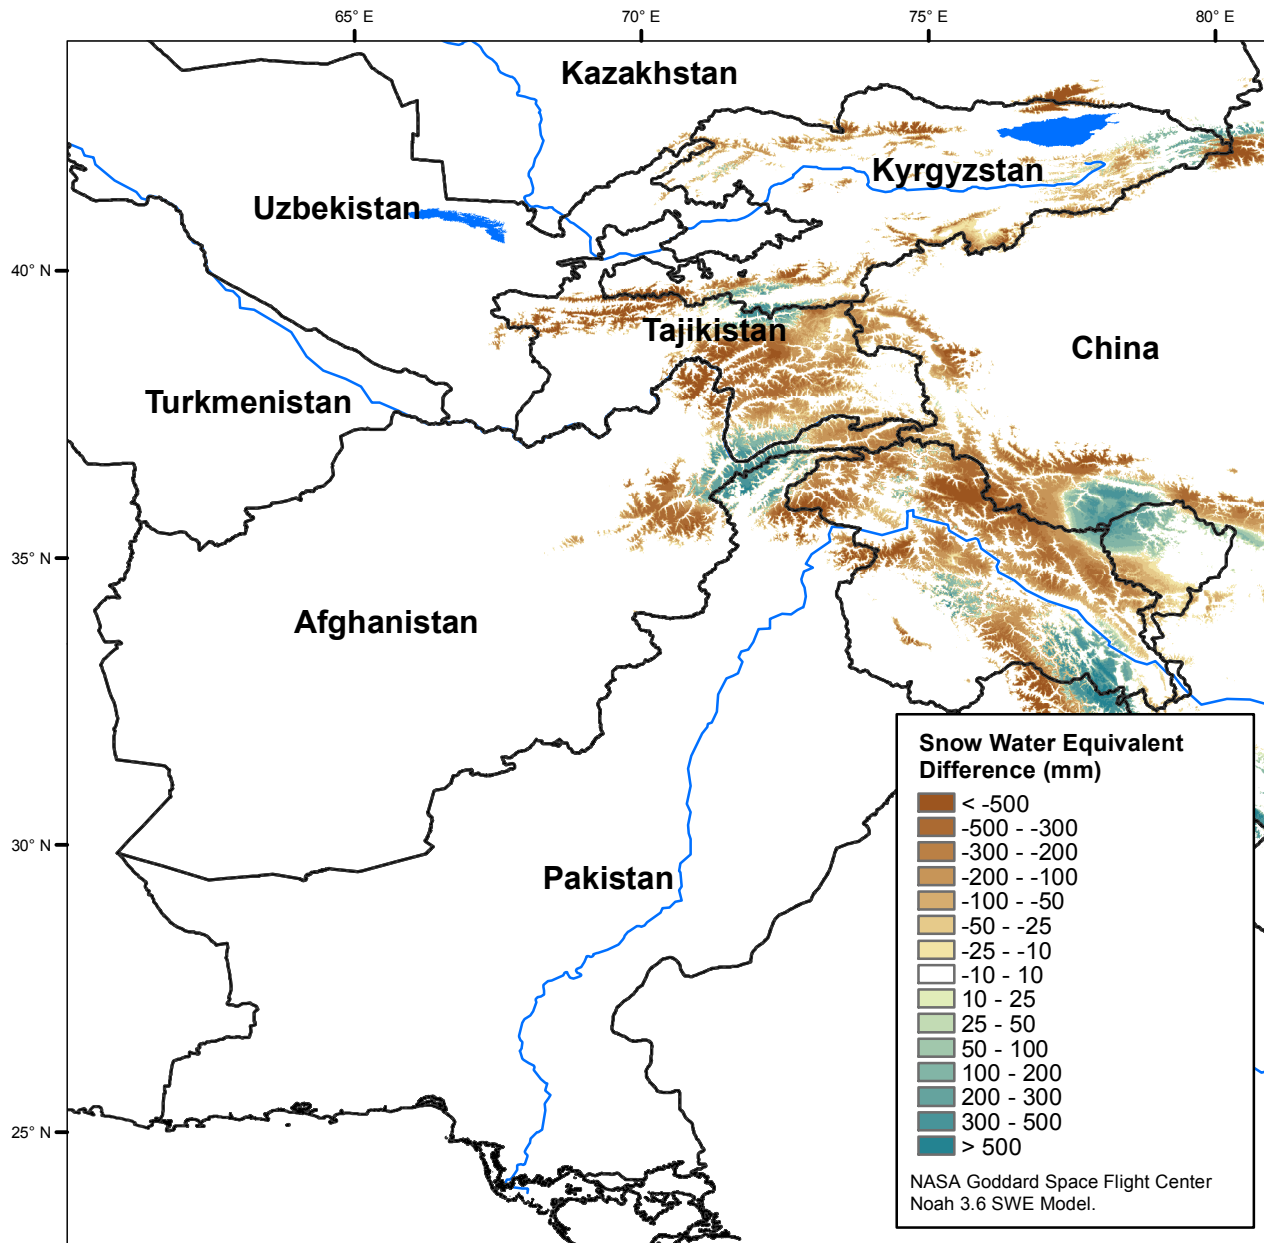 65° E
70° E
75° E
80° E
Kazakhstan
Kyrgyzstan
Uzbekistan
40° N
Tajikistan
China
Turkmenistan
35° N
Afghanistan
Snow Water Equivalent
Difference (mm)
< -500
-500 - -300
-300 - -200
-200 - -100
-100 - -50
-50 - -25
-25 - -10
-10 - 10
10 - 25
25 - 50
50 - 100
100 - 200
200 - 300
300 - 500
> 500
NASA Goddard Space Flight Center
Noah 3.6 SWE Model.
30° N
Pakistan
25° N